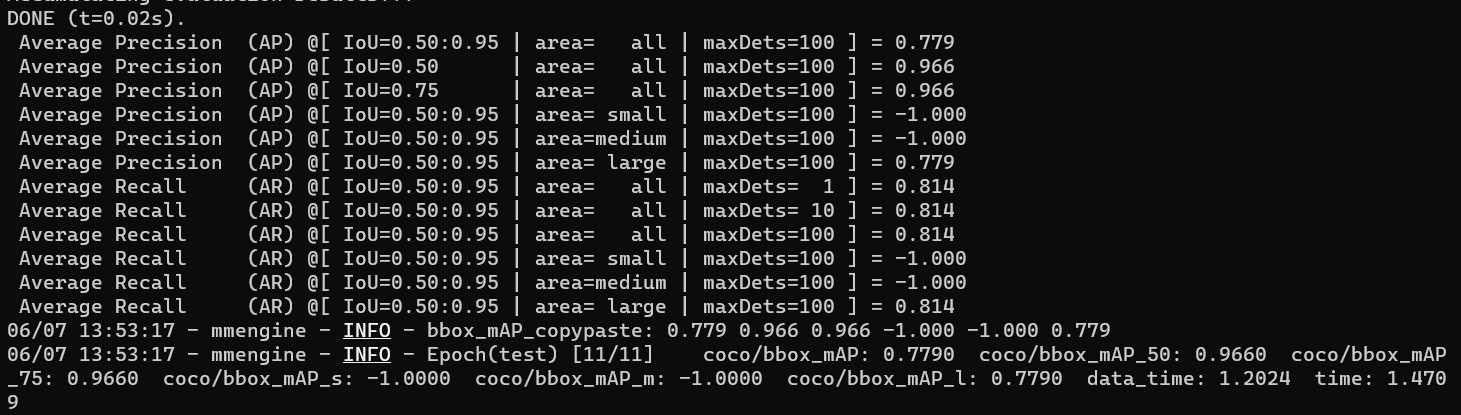 DONE (t=0.02s).
 Average Precision  (AP) @[ IoU=0.50:0.95 | area=   all | maxDets=100 ] = 0.779
 Average Precision  (AP) @[ IoU=0.50      | area=   all | maxDets=100 ] = 0.966
 Average Precision  (AP) @[ IoU=0.75      | area=   all | maxDets=100 ] = 0.966
 Average Precision  (AP) @[ IoU=0.50:0.95 | area= small | maxDets=100 ] = -1.000
 Average Precision  (AP) @[ IoU=0.50:0.95 | area=medium | maxDets=100 ] = -1.000
 Average Precision  (AP) @[ IoU=0.50:0.95 | area= large | maxDets=100 ] = 0.779
 Average Recall     (AR) @[ IoU=0.50:0.95 | area=   all | maxDets=  1 ] = 0.814
 Average Recall     (AR) @[ IoU=0.50:0.95 | area=   all | maxDets= 10 ] = 0.814
 Average Recall     (AR) @[ IoU=0.50:0.95 | area=   all | maxDets=100 ] = 0.814
 Average Recall     (AR) @[ IoU=0.50:0.95 | area= small | maxDets=100 ] = -1.000
 Average Recall     (AR) @[ IoU=0.50:0.95 | area=medium | maxDets=100 ] = -1.000
 Average Recall     (AR) @[ IoU=0.50:0.95 | area= large | maxDets=100 ] = 0.814
06/07 13:53:17 - mmengine - INFO - bbox_mAP_copypaste: 0.779 0.966 0.966 -1.000 -1.000 0.779
06/07 13:53:17 - mmengine - INFO - Epoch(test) [11/11]    coco/bbox_mAP: 0.7790  coco/bbox_mAP_50: 0.9660  coco/bbox_mAP
_75: 0.9660  coco/bbox_mAP_s: -1.0000  coco/bbox_mAP_m: -1.0000  coco/bbox_mAP_l: 0.7790  data_time: 1.2024  time: 1.470
9